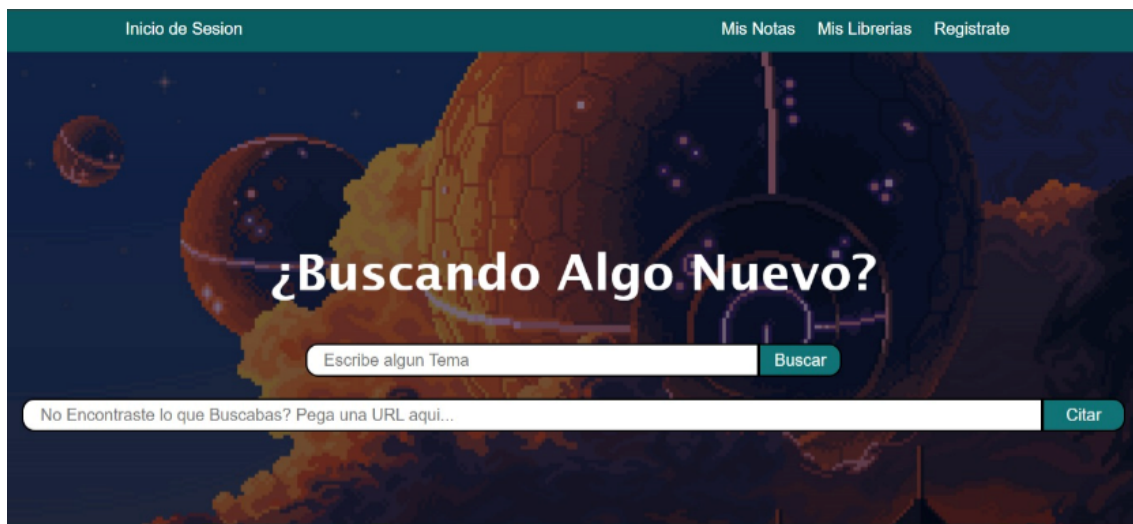 Inicio de Sesion Mis Notas Mis Librerias Registrate
¿Buscando Algo Nuevo?
Escribe algun Tema Buscar
No Encontraste lo que Buscabas? Pega una URL aqui... Citar